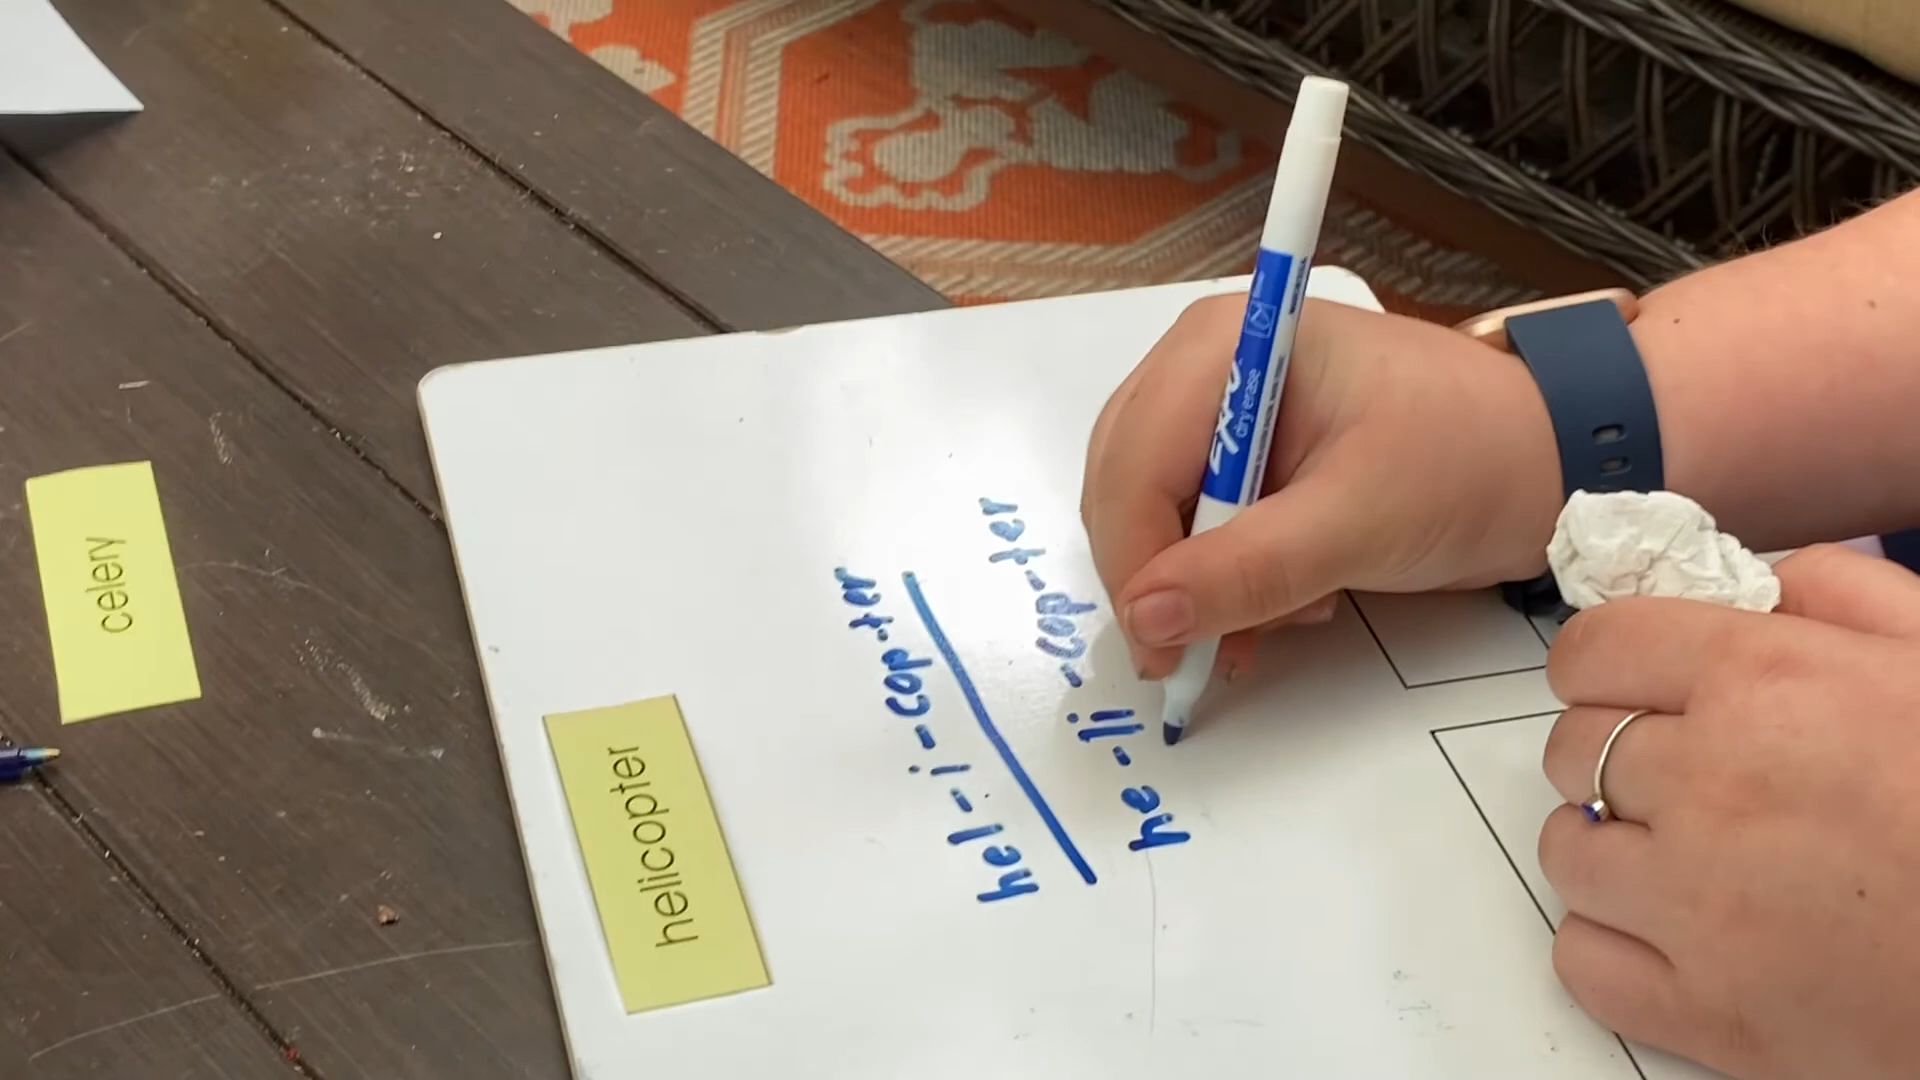 celery
helicopter
hel-i-cop-ter
he-li-cop-ter
EXPO
dry erase